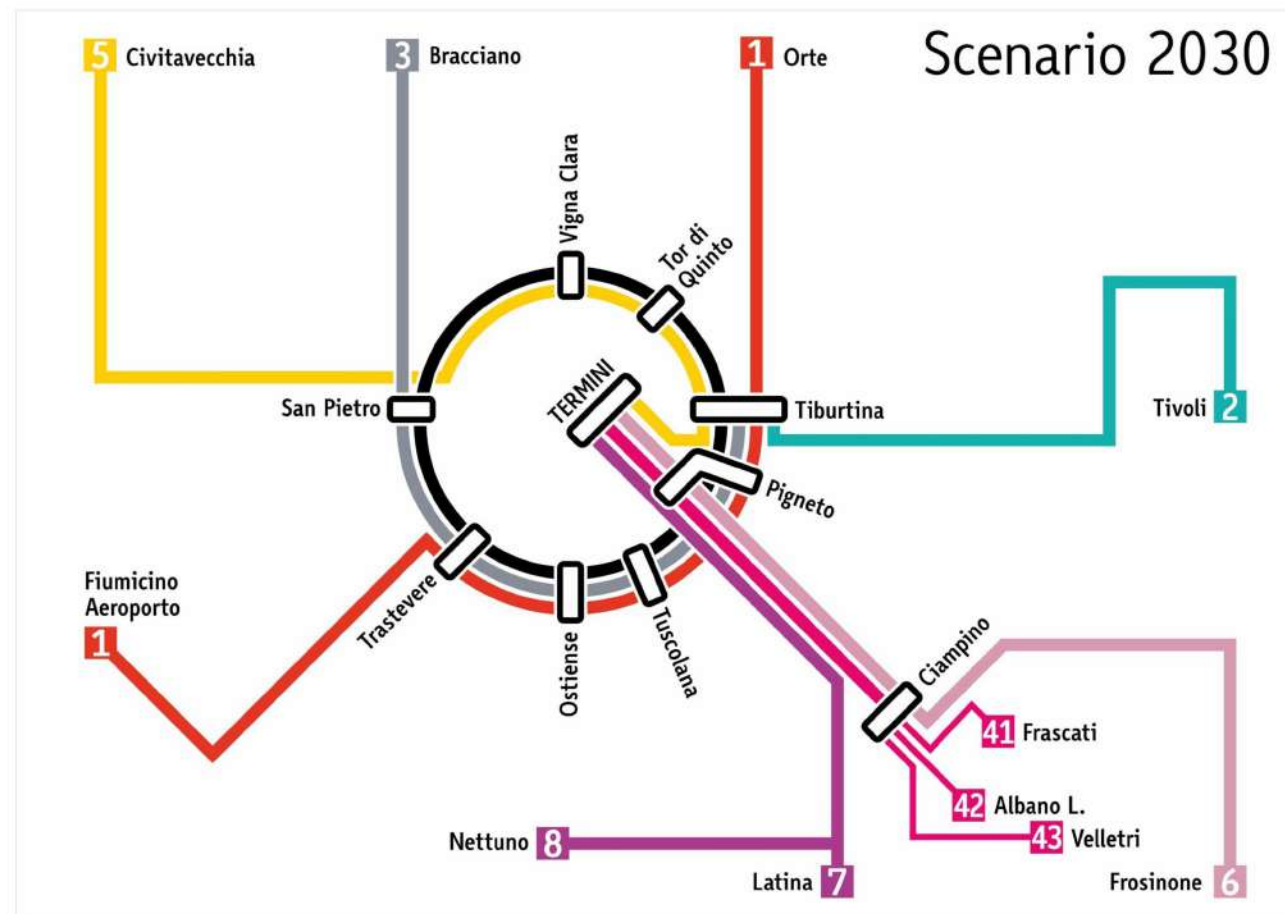 Scenario 2030
5 Civitavecchia
3 Bracciano
1 Orte
Vigna Clara
Tor di
Quinto
TERMINI
San Pietro
Tiburtina
Tivoli 2
Pigneto
Fiumicino
Aeroporto
1
Trastevere
Ostiense
Tuscolana
Ciampino
41 Frascati
42 Albano L.
43 Velletri
Nettuno 8
Latina 7
Frosinone 6